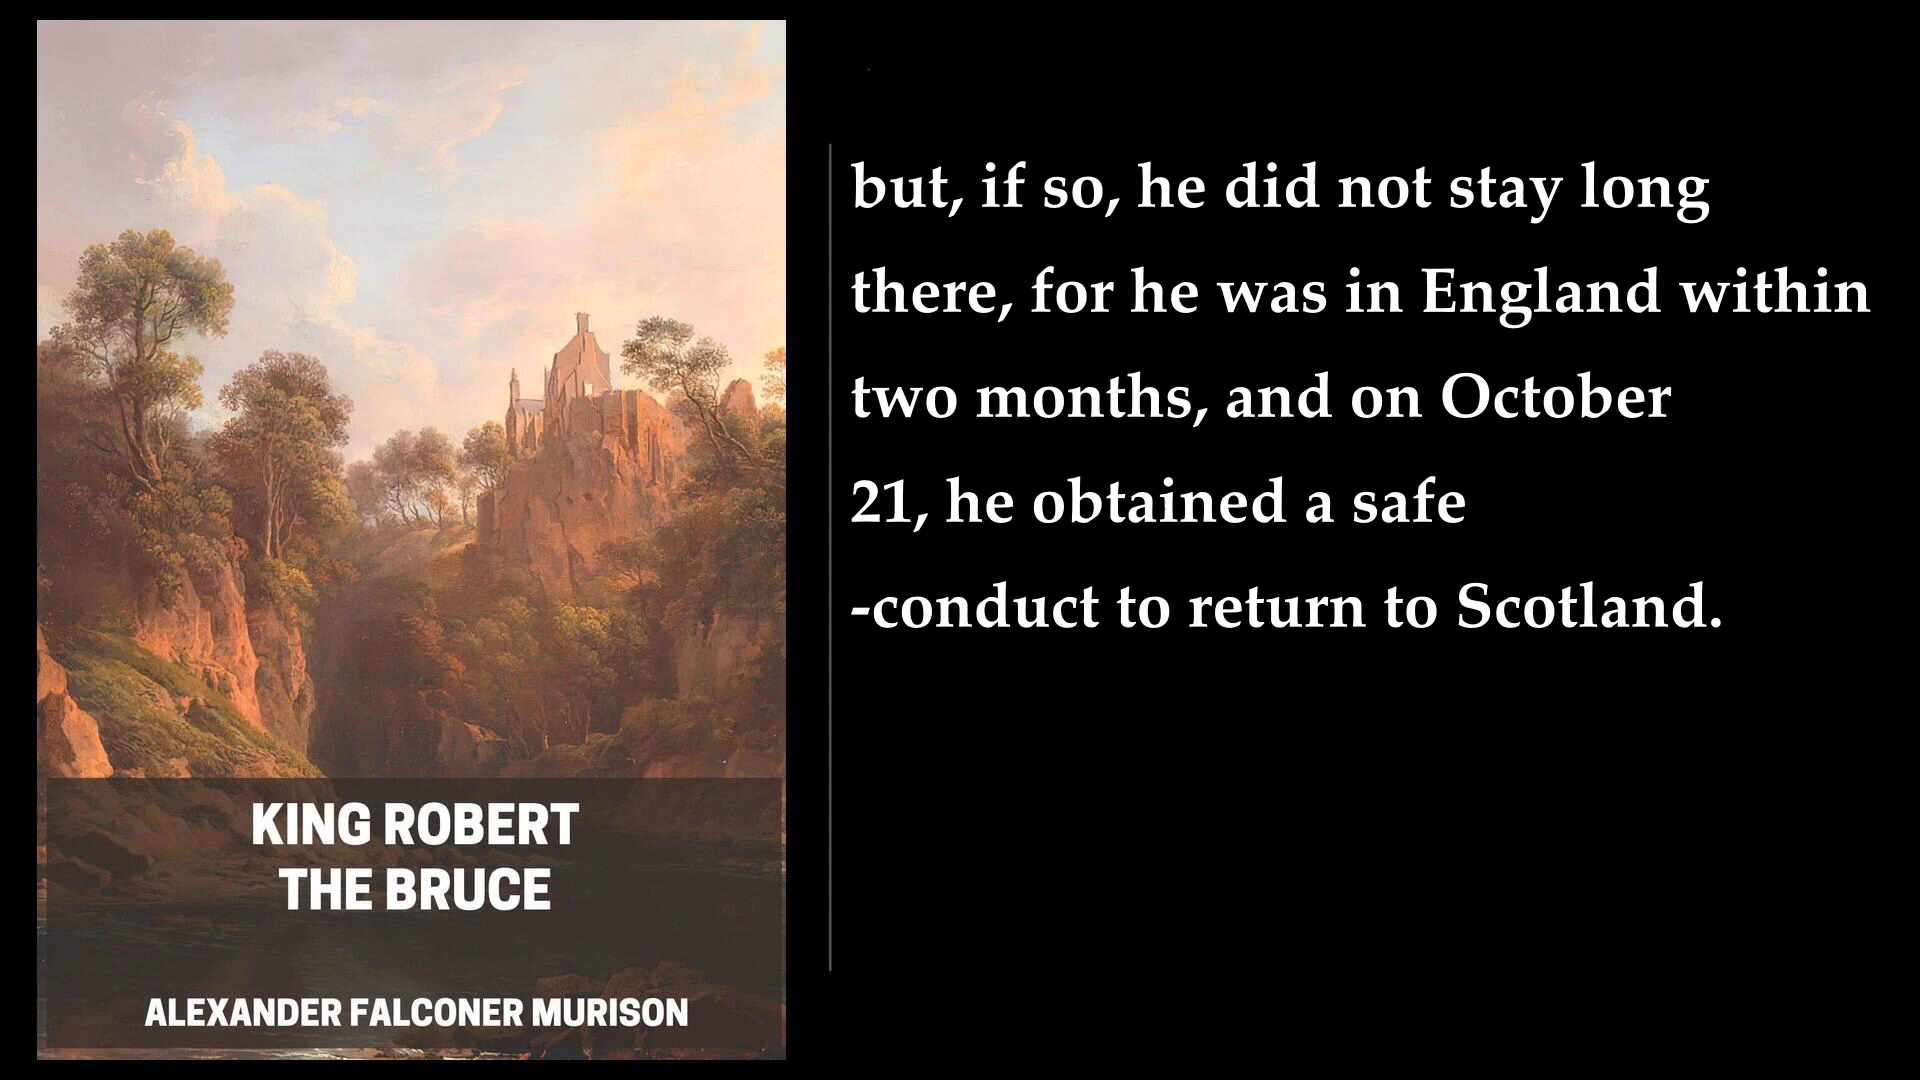 KING ROBERT
THE BRUCE
ALEXANDER FALCONER MURISON
but, if so, he did not stay long
there, for he was in England within
two months, and on October
21, he obtained a safe
-conduct to return to Scotland.